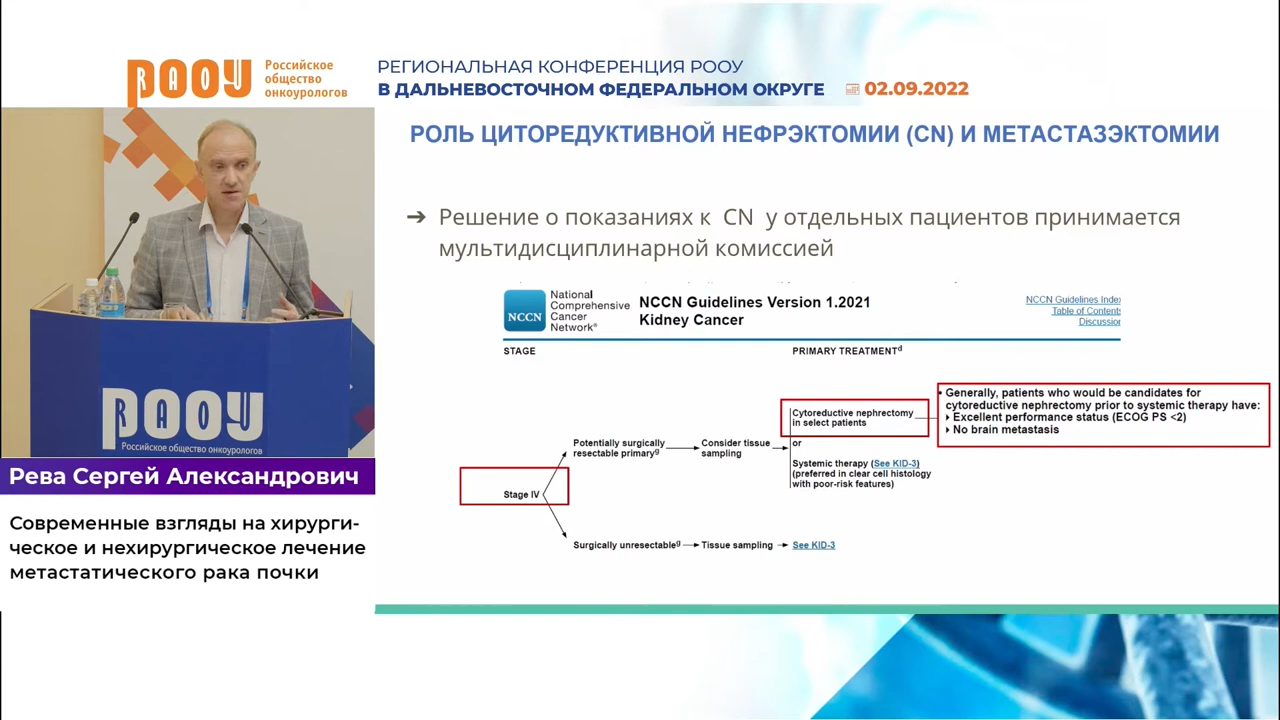 РАОУ
Российское
общество
онкоурологов
РЕГИОНАЛЬНАЯ КОНФЕРЕНЦИЯ РООУ
В ДАЛЬНЕВОСТОЧНОМ ФЕДЕРАЛЬНОМ ОКРУГЕ
02.09.2022
РОЛЬ ЦИТОРЕДУКТИВНОЙ НЕФРЭКТОМИИ (CN) И МЕТАСТАЗЭКТОМИИ
➔ Решение о показаниях к CN у отдельных пациентов принимается
мультидисциплинарной комиссией
NCCN
National
Comprehensive
Cancer
Network®
NCCN Guidelines Version 1.2021
Kidney Cancer
NCCN Guidelines Index
Table of Contents
Discussion
STAGE
PRIMARY TREATMENTd
Stage IV
Potentially surgically
resectable primaryg
Consider tissue
sampling
Cytoreductive nephrectomy
in select patients
or
Systemic therapy (See KID-3)
(preferred in clear cell histology
with poor-risk features)
• Generally, patients who would be candidates for
cytoreductive nephrectomy prior to systemic therapy have:
Excellent performance status (ECOG PS <2)
No brain metastasis
Surgically unresectableg
Tissue sampling
See KID-3
РАОУ
Российское общество онкоурологов
Рева Сергей Александрович
Современные взгляды на хирурги-
ческое и нехирургическое лечение
метастатического рака почки